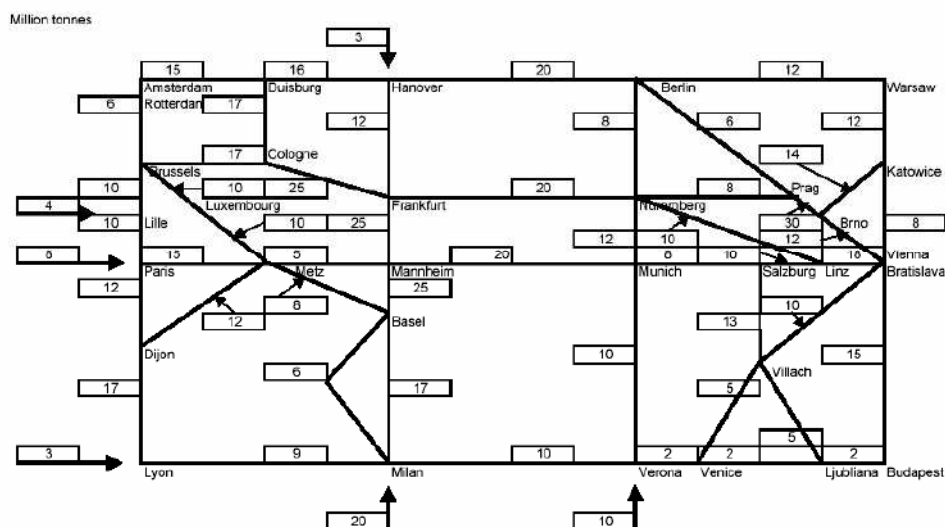 Million tonnes
3
15 16 20 12
Amsterdam Duisburg Hanover Berlin Warsaw
6 Rotterdam 17
12 8 6 12
17 Cologne 14
Brussels Katowice
10 10 25 20 8 Prag
4 Luxembourg Frankfurt Nuremberg
10 Lille 10 25 30 Brno 8
12 10 12
8 15 5 20 8 10 18 Vienna
Paris Metz Mannheim Munich Salzburg Linz Bratislava
12 25
8 10
12 Basel 13
Dijon 10 15
6 Villach
17 17 5
5
3 9 10 2 2 2
Lyon Milan Verona Venice Ljubliana Budapest
20 10